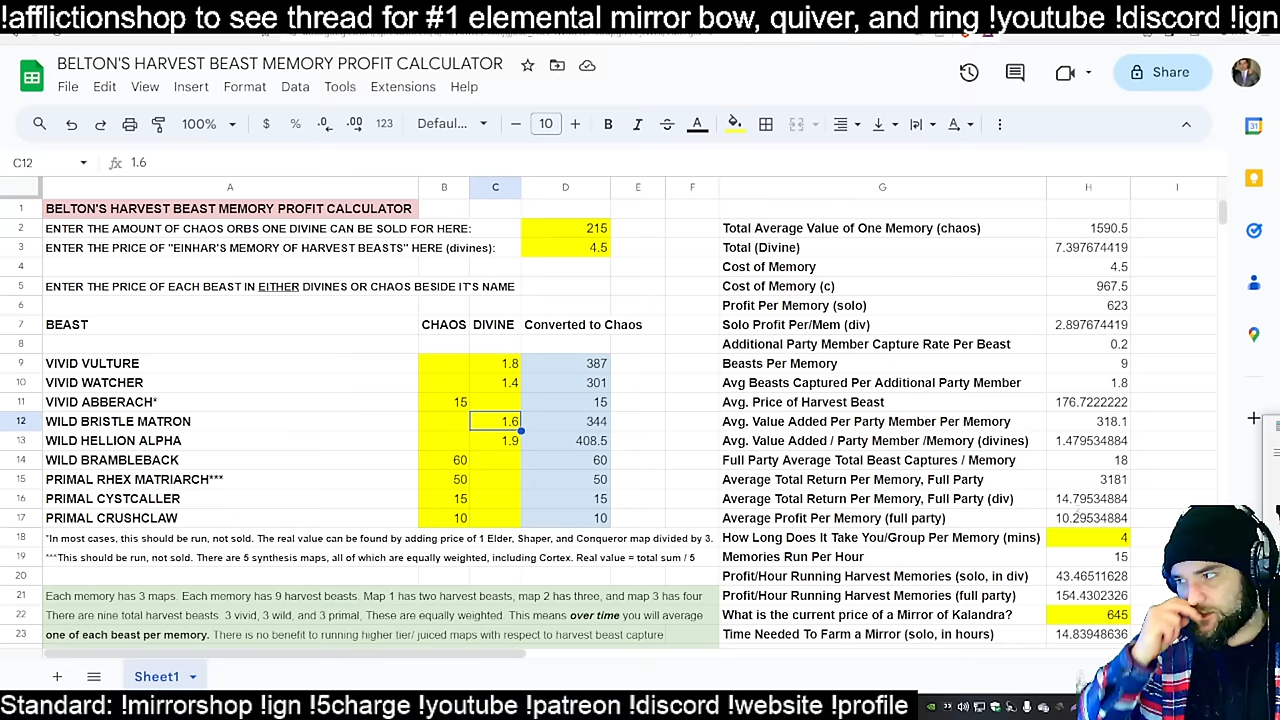 !afflictionshop to see thread for #1 elemental mirror bow, quiver, and ring !youtube !discord !ign
BELTON'S HARVEST BEAST MEMORY PROFIT CALCULATOR
File Edit View Insert Format Data Tools Extensions Help
Share
100% $ % .0 .00 123 Defaul... − 10 + B I A
C12 fx 1.6
A B C D E F G H I
1 BELTON'S HARVEST BEAST MEMORY PROFIT CALCULATOR
2 ENTER THE AMOUNT OF CHAOS ORBS ONE DIVINE CAN BE SOLD FOR HERE: 215 Total Average Value of One Memory (chaos) 1590.5
3 ENTER THE PRICE OF "EINHAR'S MEMORY OF HARVEST BEASTS" HERE (divines): 4.5 Total (Divine) 7.397674419
4 Cost of Memory 4.5
5 ENTER THE PRICE OF EACH BEAST IN EITHER DIVINES OR CHAOS BESIDE IT'S NAME Cost of Memory (c) 967.5
6 Profit Per Memory (solo) 623
7 BEAST CHAOS DIVINE Converted to Chaos Solo Profit Per/Mem (div) 2.897674419
8 Additional Party Member Capture Rate Per Beast 0.2
9 VIVID VULTURE 1.8 387 Beasts Per Memory 9
10 VIVID WATCHER 1.4 301 Avg Beasts Captured Per Additional Party Member 1.8
11 VIVID ABBERACH* 15 15 Avg. Price of Harvest Beast 176.7222222
12 WILD BRISTLE MATRON 1.6 344 Avg. Value Added Per Party Member Per Memory 318.1
13 WILD HELLION ALPHA 1.9 408.5 Avg. Value Added / Party Member /Memory (divines) 1.479534884
14 WILD BRAMBLEBACK 60 60 Full Party Average Total Beast Captures / Memory 18
15 PRIMAL RHEX MATRIARCH*** 50 50 Average Total Return Per Memory, Full Party 3181
16 PRIMAL CYSTCALLER 15 15 Average Total Return Per Memory, Full Party (div) 14.79534884
17 PRIMAL CRUSHCLAW 10 10 Average Profit Per Memory (full party) 10.29534884
18 *In most cases, this should be run, not sold. The real value can be found by adding price of 1 Elder, Shaper, and Conqueror map divided by 3. How Long Does It Take You/Group Per Memory (mins) 4
19 ***This should be run, not sold. There are 5 synthesis maps, all of which are equally weighted, including Cortex. Real value = total sum / 5 Memories Run Per Hour 15
20 Profit/Hour Running Harvest Memories (solo, in div) 43.46511628
21 Each memory has 3 maps. Each memory has 9 harvest beasts. Map 1 has two harvest beasts, map 2 has three, and map 3 has four Profit/Hour Running Harvest Memories (full party) 154.4302326
22 There are nine total harvest beasts. 3 vivid, 3 wild, and 3 primal, These are equally weighted. This means over time you will average What is the current price of a Mirror of Kalandra? 645
23 one of each beast per memory. There is no benefit to running higher tier/ juiced maps with respect to harvest beast capture Time Needed To Farm a Mirror (solo, in hours) 14.83948636
+ Sheet1
Standard: !mirrorshop !ign !5charge !youtube !patreon !discord !website !profile